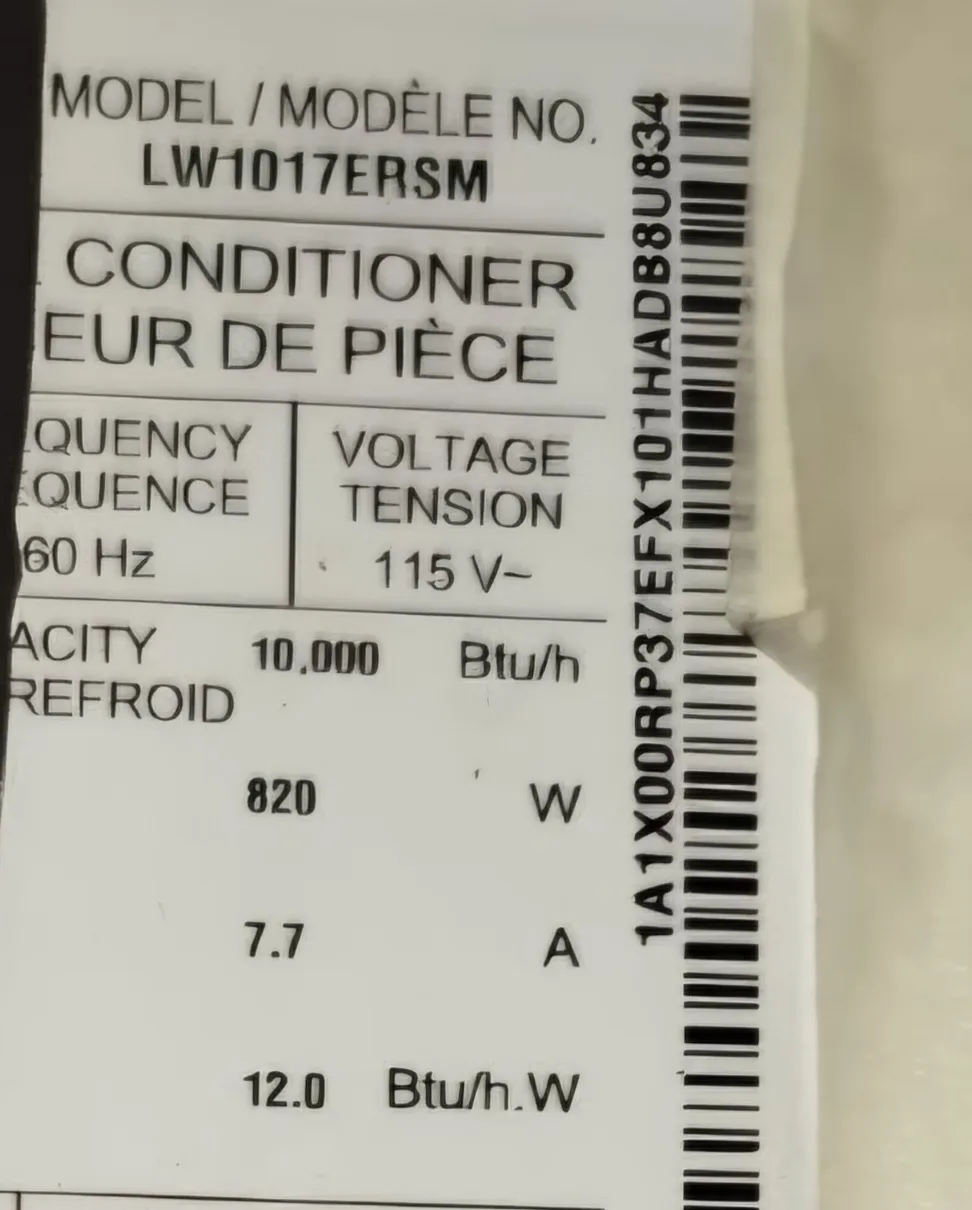 MODEL / MODÈLE NO.
LW1017ERSM
CONDITIONER
EUR DE PIÈCE
QUENCY
QUENCE
60 Hz
VOLTAGE
TENSION
115 V~
ACITY 10,000 Btu/h
REFROID
820 W
7.7 A
12.0 Btu/h.W
1A1X00RP37EFX101HADB8U834